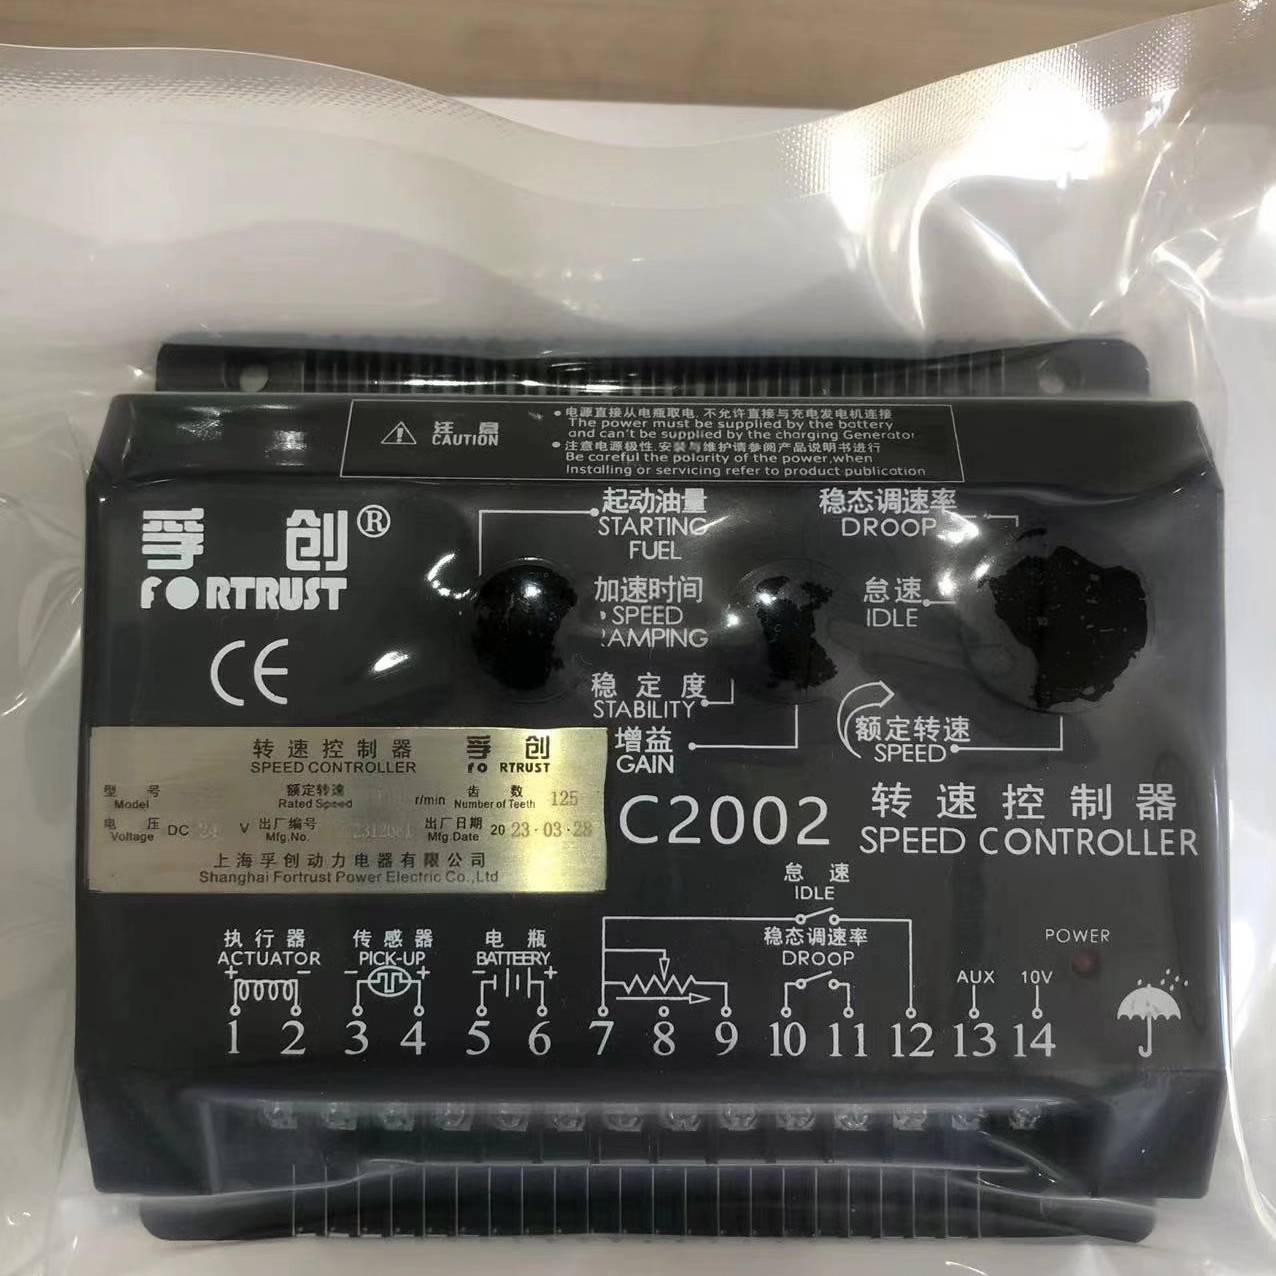 注 意
CAUTION
•电源直接从电瓶取电,不允许直接与充电发电机连接
The power must be supplied by the battery
and can't be supplied by the charging Generator
•注意电源极性,安装与维护请参阅产品说明书进行
Be careful the polarity of the power,when
Installing or servicing refer to product publication
孚 创®
FORTRUST
CE
起动油量
STARTING
FUEL
加速时间
SPEED
AMPING
稳 定 度
STABILITY
增益
GAIN
稳态调速率
DROOP
怠 速
IDLE
额定转速
SPEED
转 速 控 制 器 孚 创
SPEED CONTROLLER FORTRUST
型 号 额定转速 齿 数
Model Rated Speed r/min Number of Teeth 125
电 压 DC 24 V 出厂编号 出厂日期
Voltage Mfg.No. Mfg.Date 2023·03·28
上海孚创动力电器有限公司
Shanghai Fortrust Power Electric Co.,Ltd
C2002
转 速 控 制 器
SPEED CONTROLLER
执 行 器
ACTUATOR
+ -
传 感 器
PICK-UP
- +
电 瓶
BATTEERY
- +
怠 速
IDLE
稳态调速率
DROOP
POWER
AUX 10V
1 2 3 4 5 6 7 8 9 10 11 12 13 14